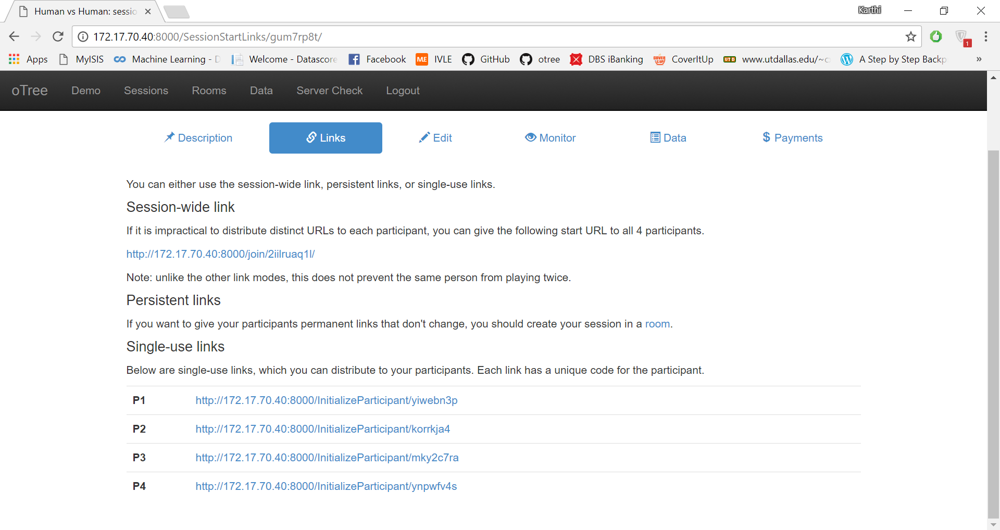 Human vs Human: sessio
Karthi
172.17.70.40:8000/SessionStartLinks/gum7rp8t/
1
Apps MyISIS Machine Learning - D Welcome - Datascore Facebook ME IVLE GitHub otree DBS iBanking COVER IT UP CoverItUp UTD www.utdallas.edu/~c A Step by Step Backp »
oTree Demo Sessions Rooms Data Server Check Logout
Description Links Edit Monitor Data $ Payments
You can either use the session-wide link, persistent links, or single-use links.
Session-wide link
If it is impractical to distribute distinct URLs to each participant, you can give the following start URL to all 4 participants.
http://172.17.70.40:8000/join/2iilruaq1l/
Note: unlike the other link modes, this does not prevent the same person from playing twice.
Persistent links
If you want to give your participants permanent links that don't change, you should create your session in a room.
Single-use links
Below are single-use links, which you can distribute to your participants. Each link has a unique code for the participant.
P1 http://172.17.70.40:8000/InitializeParticipant/yiwebn3p
P2 http://172.17.70.40:8000/InitializeParticipant/korrkja4
P3 http://172.17.70.40:8000/InitializeParticipant/mky2c7ra
P4 http://172.17.70.40:8000/InitializeParticipant/ynpwfv4s